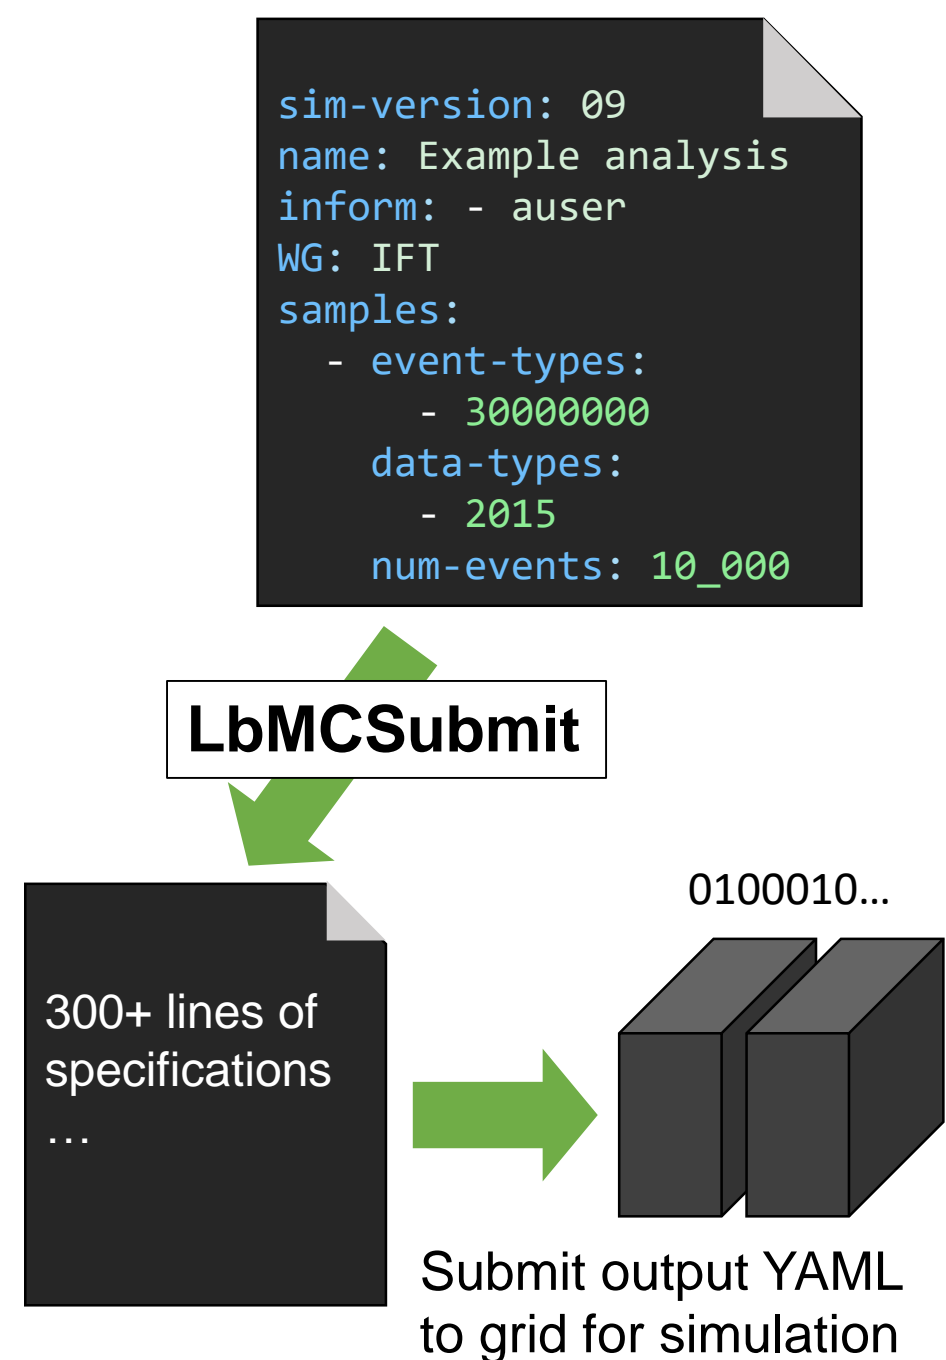 sim-version: 09
name: Example analysis
inform: - auser
WG: IFT
samples:
  - event-types:
      - 30000000
    data-types:
      - 2015
    num-events: 10_000
LbMCSubmit
300+ lines of
specifications
…
0100010…
Submit output YAML
to grid for simulation